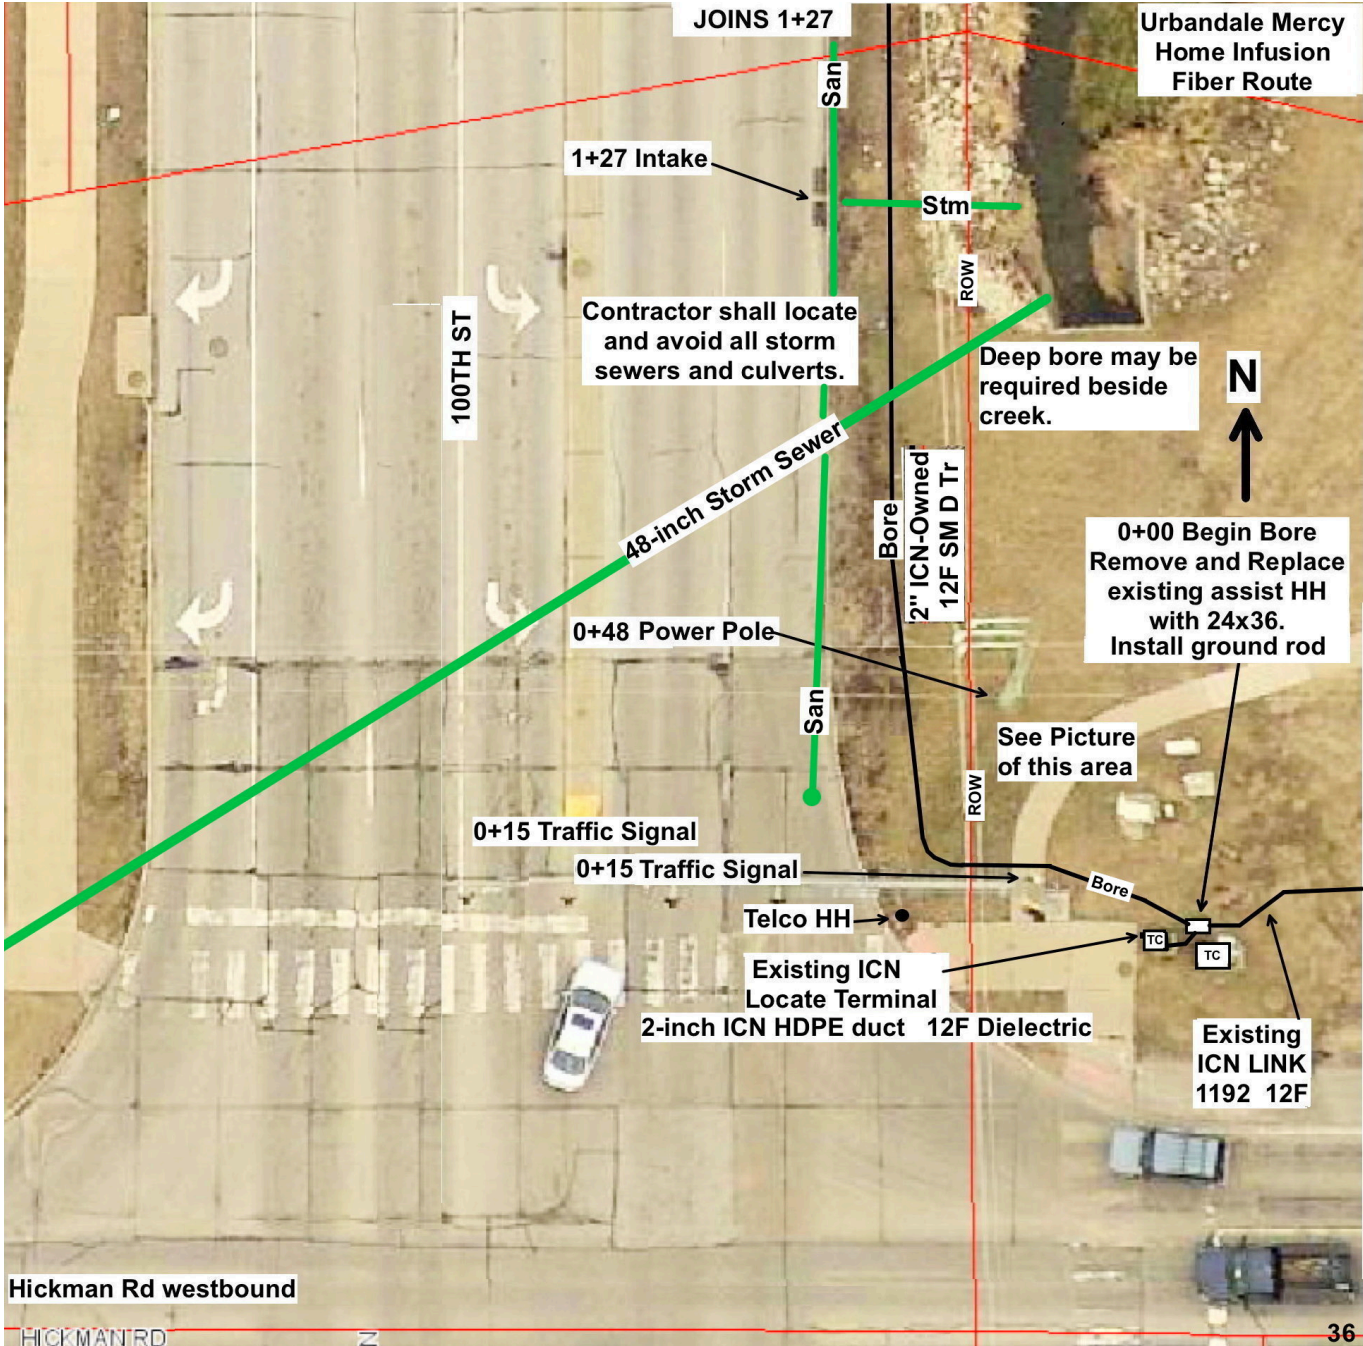 JOINS 1+27
Urbandale Mercy
Home Infusion
Fiber Route
San
1+27 Intake
Stm
ROW
Contractor shall locate
and avoid all storm
sewers and culverts.
100TH ST
Deep bore may be
required beside
creek.
N
48-inch Storm Sewer
Bore
2" ICN-Owned
12F SM D Tr
0+00 Begin Bore
Remove and Replace
existing assist HH
with 24x36.
Install ground rod
0+48 Power Pole
San
See Picture
of this area
ROW
0+15 Traffic Signal
0+15 Traffic Signal
Bore
Telco HH
TC
TC
Existing ICN
Locate Terminal
2-inch ICN HDPE duct 12F Dielectric
Existing
ICN LINK
1192 12F
Hickman Rd westbound
HICKMAN RD
N
36